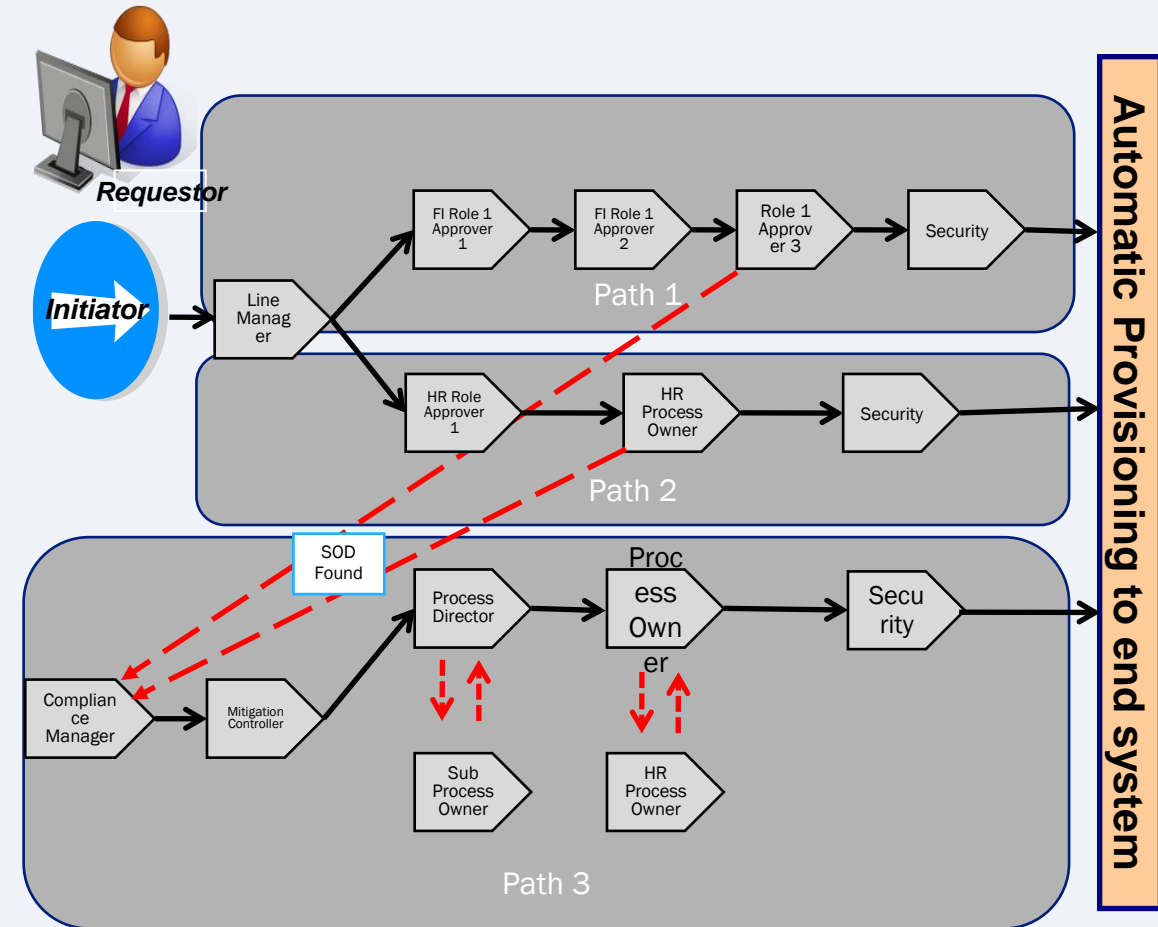 Requestor
Initiator
Line
Manag
er
FI Role 1
Approver
1
FI Role 1
Approver
2
Role 1
Approv
er 3
Security
Path 1
HR Role
Approver
1
HR
Process
Owner
Security
Path 2
SOD
Found
Process
Director
Proc
ess
Own
er
Secu
rity
Complian
ce
Manager
Mitigation
Controller
Sub
Process
Owner
HR
Process
Owner
Path 3
Automatic Provisioning to end system